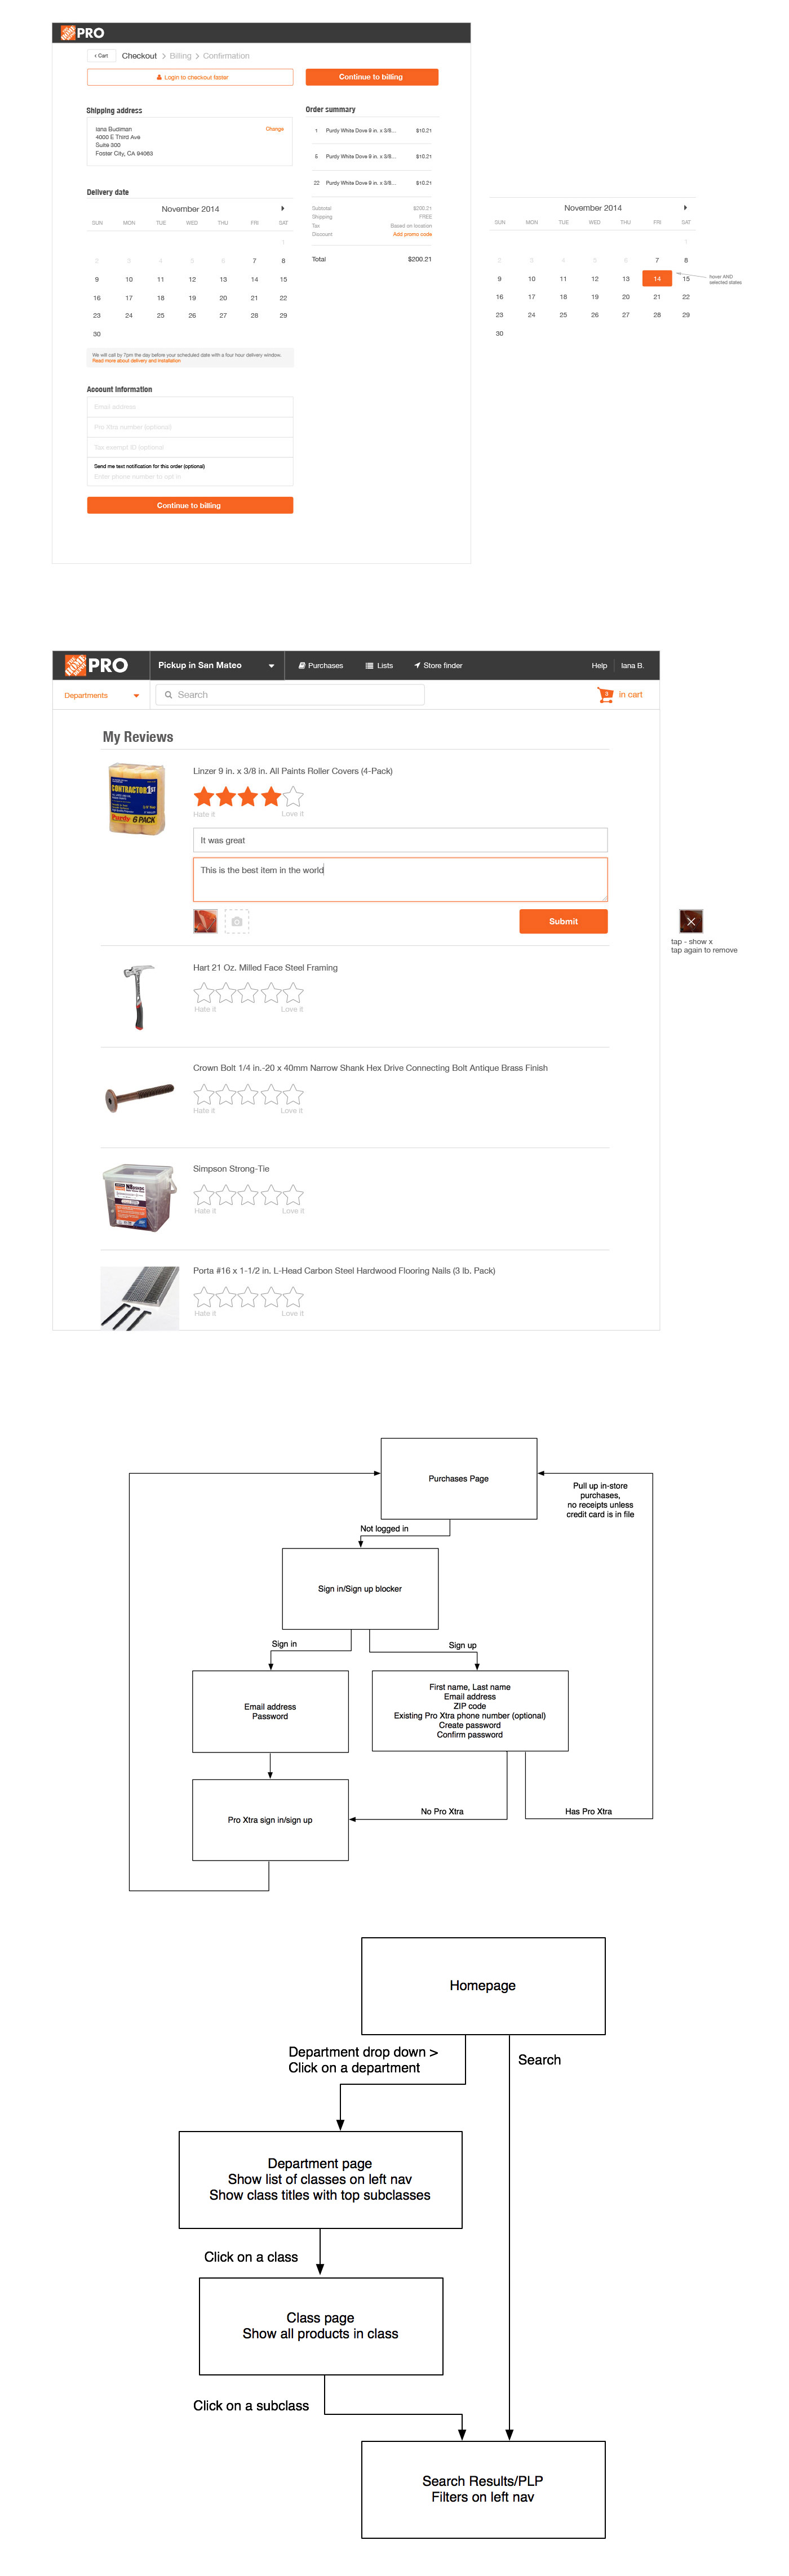 THE HOME DEPOT PRO
< Cart Checkout > Billing > Confirmation
Login to checkout faster
Continue to billing
Shipping address
Iana Budiman
Change
4000 E Third Ave
Suite 300
Foster City, CA 94063
Order summary
1 Purdy White Dove 9 in. x 3/8... $10.21
5 Purdy White Dove 9 in. x 3/8... $10.21
22 Purdy White Dove 9 in. x 3/8... $10.21
Subtotal $200.21
Shipping FREE
Tax Based on location
Discount Add promo code
Total $200.21
Delivery date
November 2014
SUN MON TUE WED THU FRI SAT
1
2 3 4 5 6 7 8
9 10 11 12 13 14 15
16 17 18 19 20 21 22
23 24 25 26 27 28 29
30
We will call by 7pm the day before your scheduled date with a four hour delivery window.
Read more about delivery and installation
Account information
Email address
Pro Xtra number (optional)
Tax exempt ID (optional)
Send me text notification for this order (optional)
Enter phone number to opt in
Continue to billing
November 2014
SUN MON TUE WED THU FRI SAT
1
2 3 4 5 6 7 8
9 10 11 12 13 14 15
16 17 18 19 20 21 22
23 24 25 26 27 28 29
30
hover AND
selected states
THE HOME DEPOT PRO
Pickup in San Mateo
Purchases
Lists
Store finder
Help
Iana B.
Departments
Search
3 in cart
My Reviews
CONTRACTOR 1ST
Purdy 6 PACK
Linzer 9 in. x 3/8 in. All Paints Roller Covers (4-Pack)
Hate it Love it
It was great
This is the best item in the world
Submit
tap - show x
tap again to remove
Hart 21 Oz. Milled Face Steel Framing
Hate it Love it
Crown Bolt 1/4 in.-20 x 40mm Narrow Shank Hex Drive Connecting Bolt Antique Brass Finish
Hate it Love it
Simpson Strong-Tie
Hate it Love it
Porta #16 x 1-1/2 in. L-Head Carbon Steel Hardwood Flooring Nails (3 lb. Pack)
Hate it Love it
Purchases Page
Pull up in-store
purchases,
no receipts unless
credit card is in file
Not logged in
Sign in/Sign up blocker
Sign in
Sign up
Email address
Password
First name, Last name
Email address
ZIP code
Existing Pro Xtra phone number (optional)
Create password
Confirm password
No Pro Xtra
Has Pro Xtra
Pro Xtra sign in/sign up
Homepage
Department drop down >
Click on a department
Search
Department page
Show list of classes on left nav
Show class titles with top subclasses
Click on a class
Class page
Show all products in class
Click on a subclass
Search Results/PLP
Filters on left nav